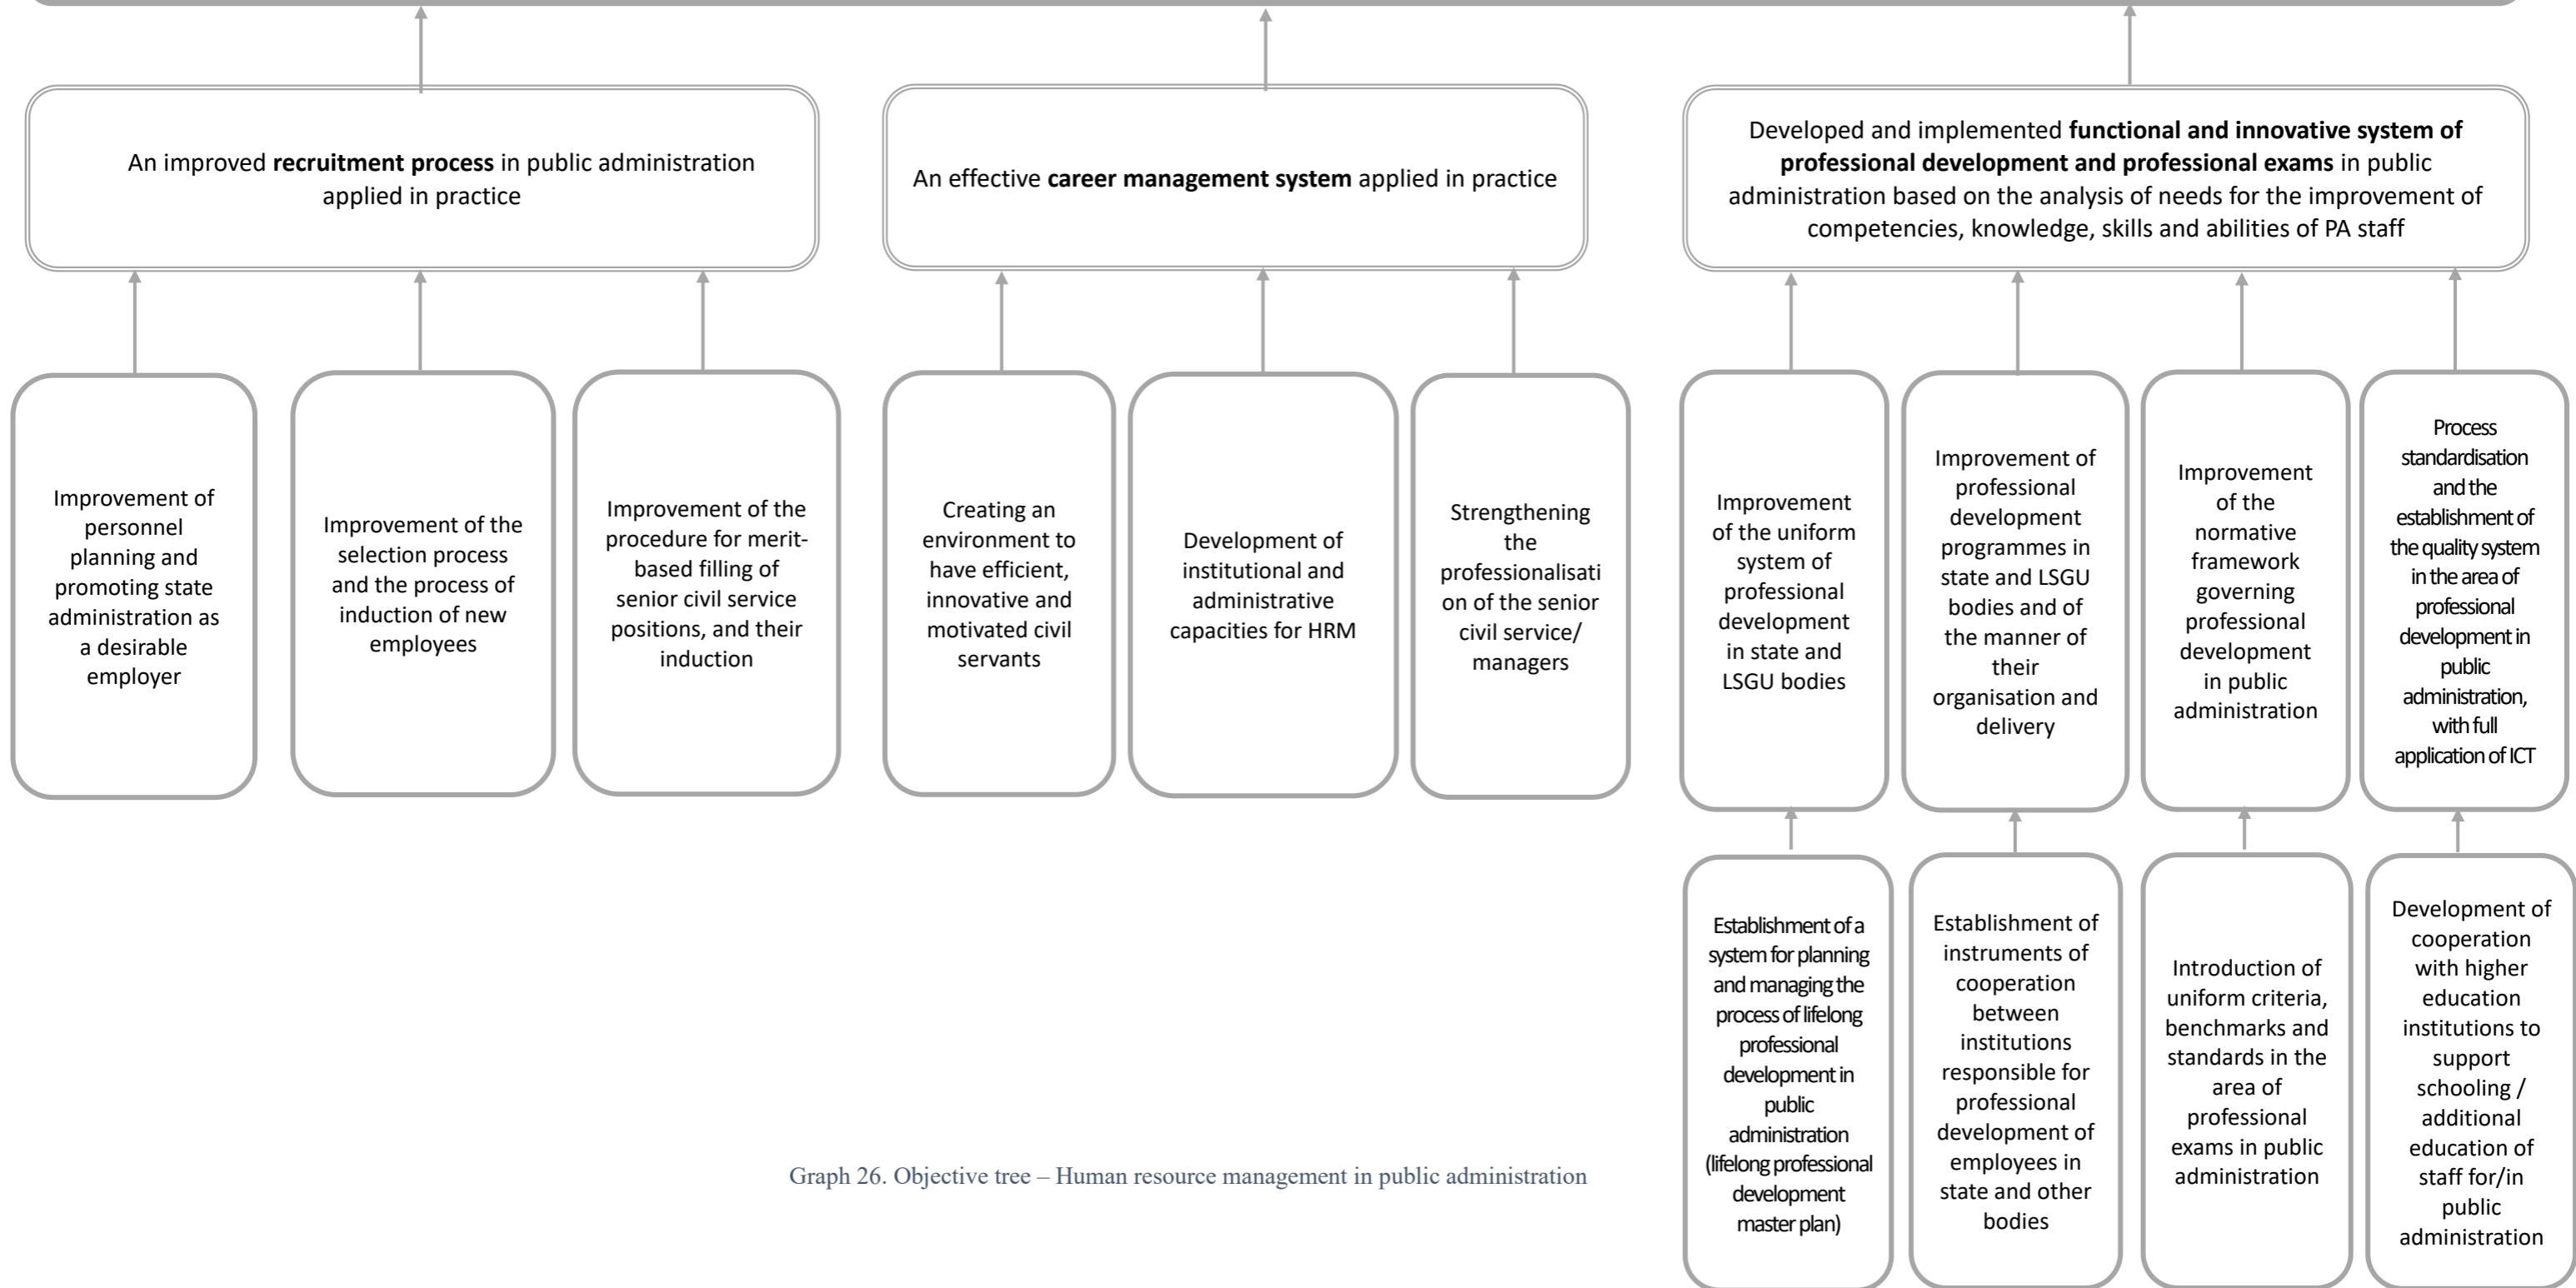 An improved recruitment process in public administration
applied in practice
An effective career management system applied in practice
Developed and implemented functional and innovative system of
professional development and professional exams in public
administration based on the analysis of needs for the improvement of
competencies, knowledge, skills and abilities of PA staff
Improvement of
personnel
planning and
promoting state
administration as
a desirable
employer
Improvement of the
selection process
and the process of
induction of new
employees
Improvement of the
procedure for merit-
based filling of
senior civil service
positions, and their
induction
Creating an
environment to
have efficient,
innovative and
motivated civil
servants
Development of
institutional and
administrative
capacities for HRM
Strengthening
the
professionalisati
on of the senior
civil service/
managers
Improvement
of the uniform
system of
professional
development
in state and
LSGU bodies
Improvement of
professional
development
programmes in
state and LSGU
bodies and of
the manner of
their
organisation and
delivery
Improvement
of the
normative
framework
governing
professional
development
in public
administration
Process
standardisation
and the
establishment of
the quality system
in the area of
professional
development in
public
administration,
with full
application of ICT
Establishment of a
system for planning
and managing the
process of lifelong
professional
development in
public
administration
(lifelong professional
development
master plan)
Establishment of
instruments of
cooperation
between
institutions
responsible for
professional
development of
employees in
state and other
bodies
Introduction of
uniform criteria,
benchmarks and
standards in the
area of
professional
exams in public
administration
Development of
cooperation
with higher
education
institutions to
support
schooling /
additional
education of
staff for/in
public
administration
Graph 26. Objective tree – Human resource management in public administration